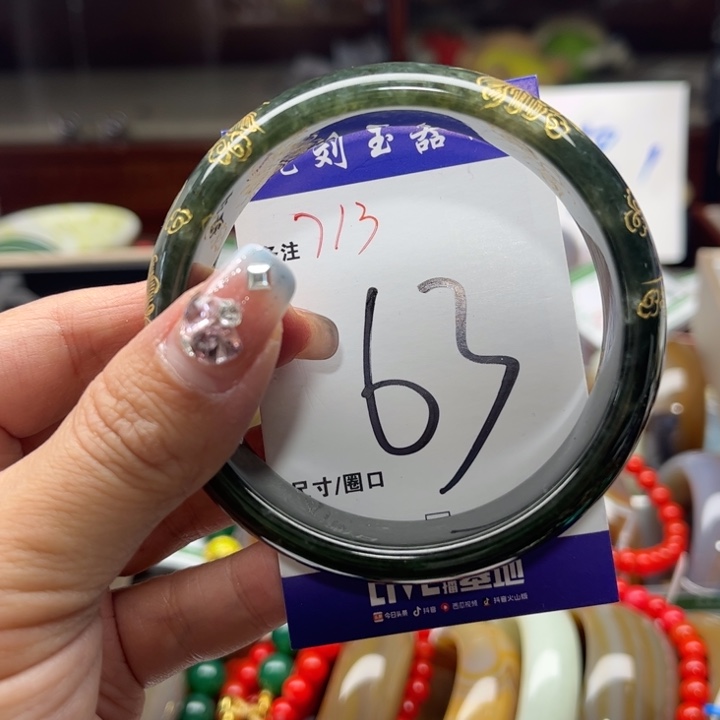 刻玉器
注 713
63
尺寸/圈口
今日头条 抖音 西瓜视频 抖音火山版